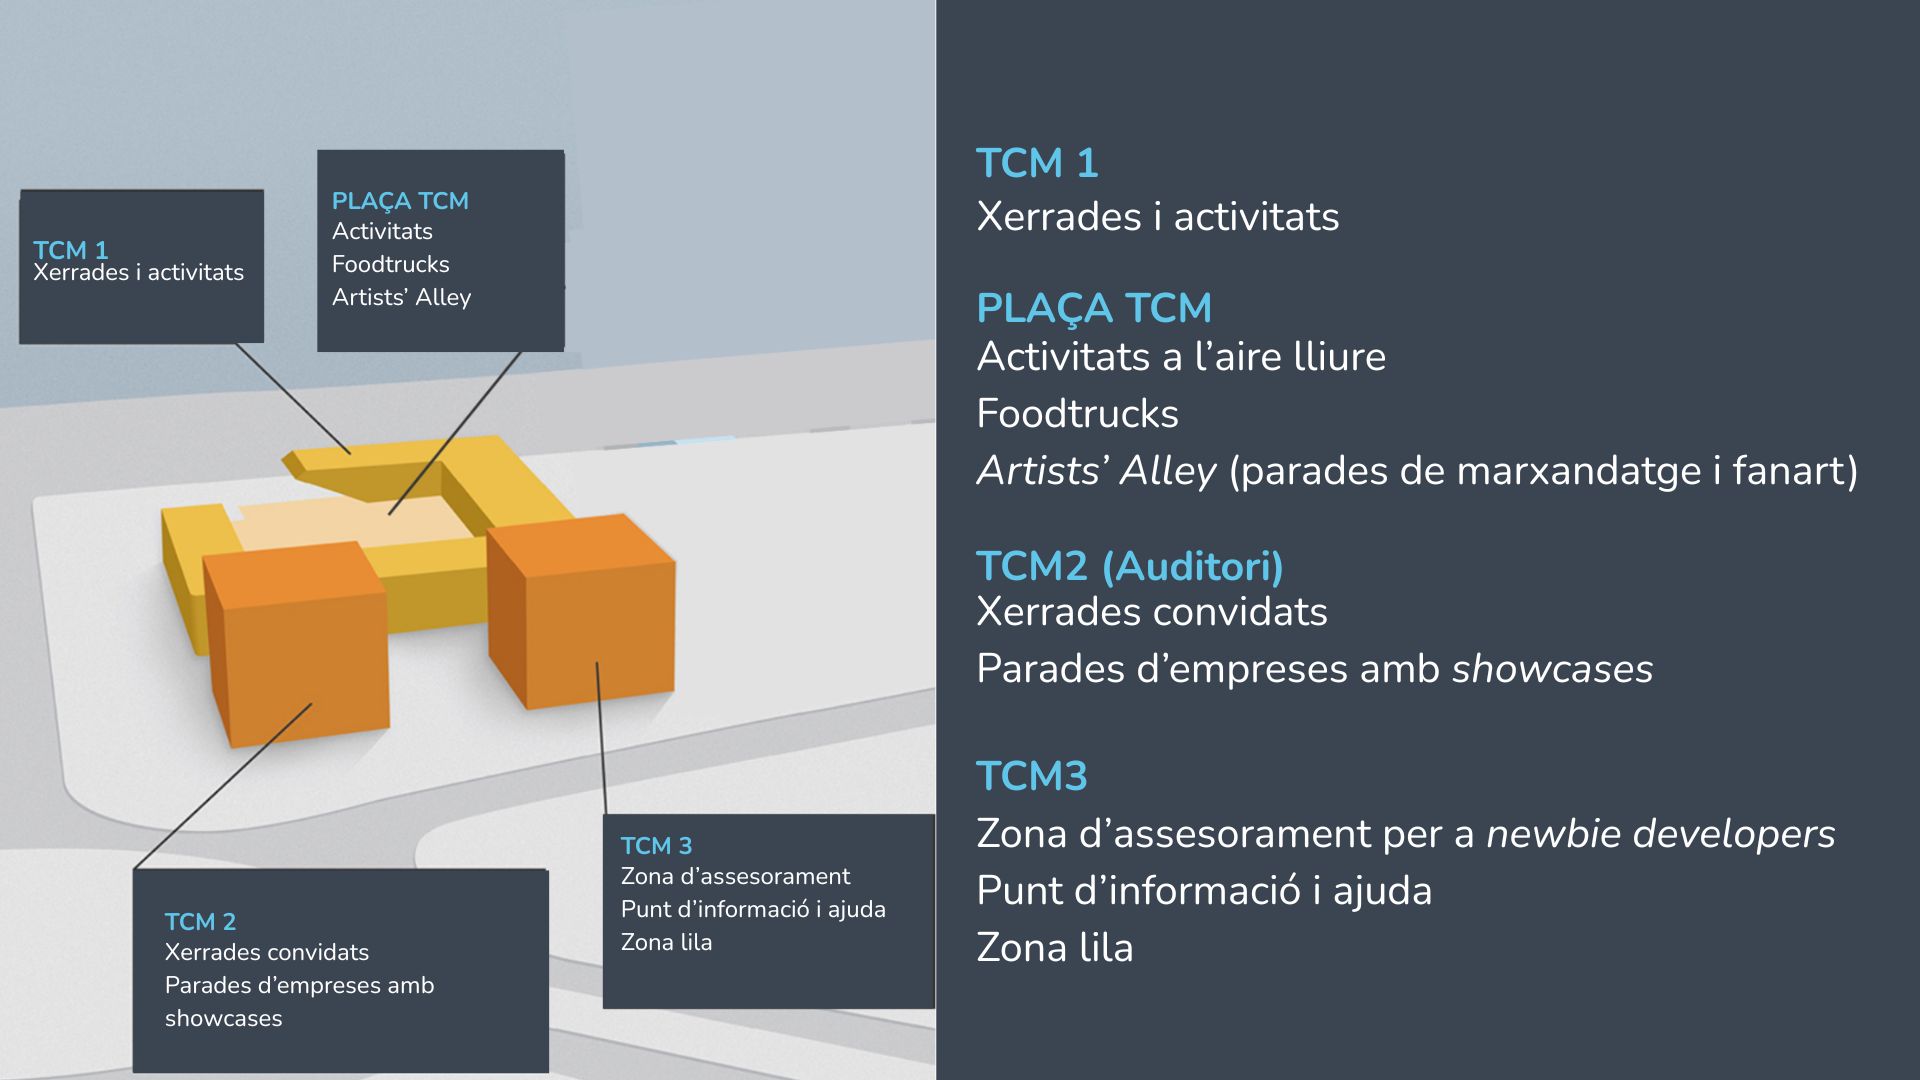 TCM 1
Xerrades i activitats
PLAÇA TCM
Activitats
Foodtrucks
Artists’ Alley
TCM 2
Xerrades convidats
Parades d’empreses amb
showcases
TCM 3
Zona d’assesorament
Punt d’informació i ajuda
Zona lila
TCM 1
Xerrades i activitats
PLAÇA TCM
Activitats a l’aire lliure
Foodtrucks
Artists’ Alley (parades de marxandatge i fanart)
TCM2 (Auditori)
Xerrades convidats
Parades d’empreses amb showcases
TCM3
Zona d’assesorament per a newbie developers
Punt d’informació i ajuda
Zona lila